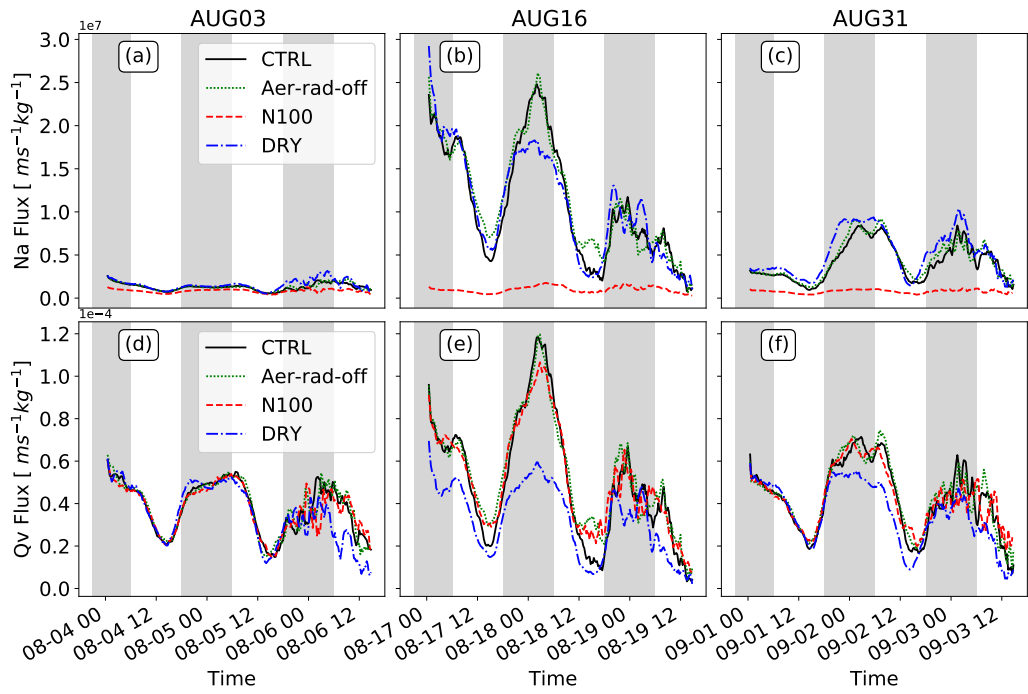 AUG03
AUG16
AUG31
1e7
Na Flux [ ms⁻¹kg⁻¹]
3.0
2.5
2.0
1.5
1.0
0.5
0.0
(a)
CTRL
Aer-rad-off
N100
DRY
(b)
(c)
1e−4
Qv Flux [ ms⁻¹kg⁻¹]
1.2
1.0
0.8
0.6
0.4
0.2
0.0
(d)
CTRL
Aer-rad-off
N100
DRY
(e)
(f)
08-04 00
08-04 12
08-05 00
08-05 12
08-06 00
08-06 12
08-17 00
08-17 12
08-18 00
08-18 12
08-19 00
08-19 12
09-01 00
09-01 12
09-02 00
09-02 12
09-03 00
09-03 12
Time
Time
Time